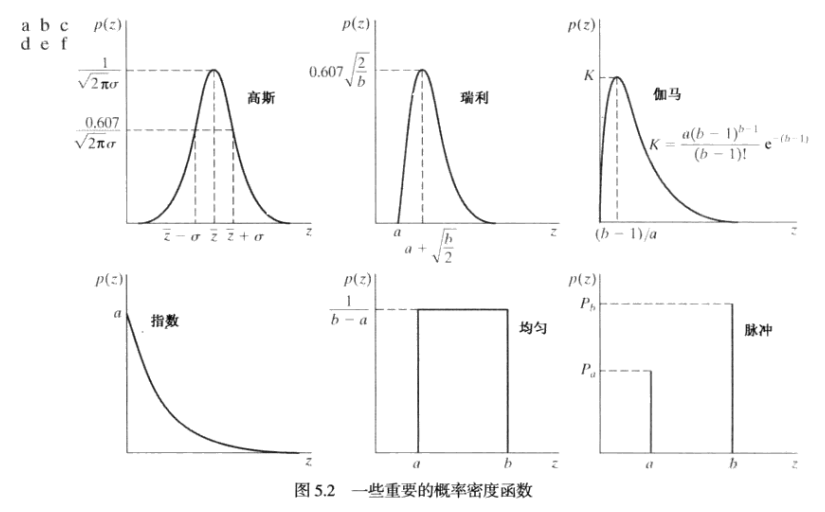 a b c
d e f
p(z)
1/√2πσ
0.607/√2πσ
高斯
z̄ − σ z̄ z̄ + σ z
p(z)
0.607√2/b
瑞利
a a + √b/2 z
p(z)
K
伽马
K = a(b − 1)^{b−1}/(b − 1)! e^{−(b−1)}
(b − 1)/a z
p(z)
a
指数
z
p(z)
1/b − a
均匀
a b z
p(z)
P_b
脉冲
P_a
a b z
图 5.2 一些重要的概率密度函数